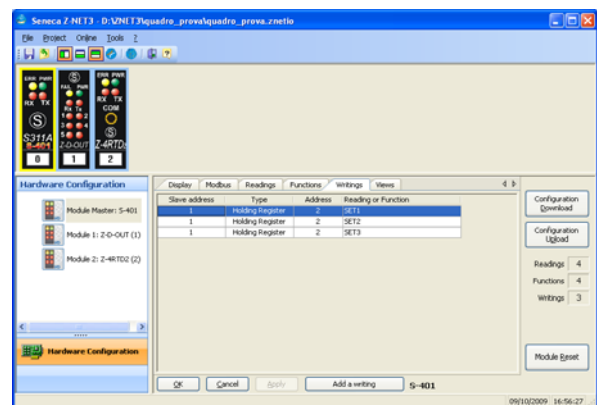 Seneca Z-NET3 - D:\ZNET3\quadro_prova\quadro_prova.znetio
File Project Online Tools ?
ERR PWR
RX TX
S
S311A
S-401
0
S
FAIL PWR
Rx Tx
Z-D-OUT
1
ERR PWR
RX TX
COM
S
Z-4RTD2
2
Hardware Configuration
Module Master: S-401
Module 1: Z-D-OUT (1)
Module 2: Z-4RTD2 (2)
Hardware Configuration
Display Modbus Readings Functions Writings Views
Slave address Type Address Reading or Function
1 Holding Register 2 SET1
1 Holding Register 2 SET2
1 Holding Register 2 SET3
OK Cancel Apply Add a writing S-401
Configuration Download
Configuration Upload
Readings 4
Functions 4
Writings 3
Module Reset
09/10/2009 16:56:27